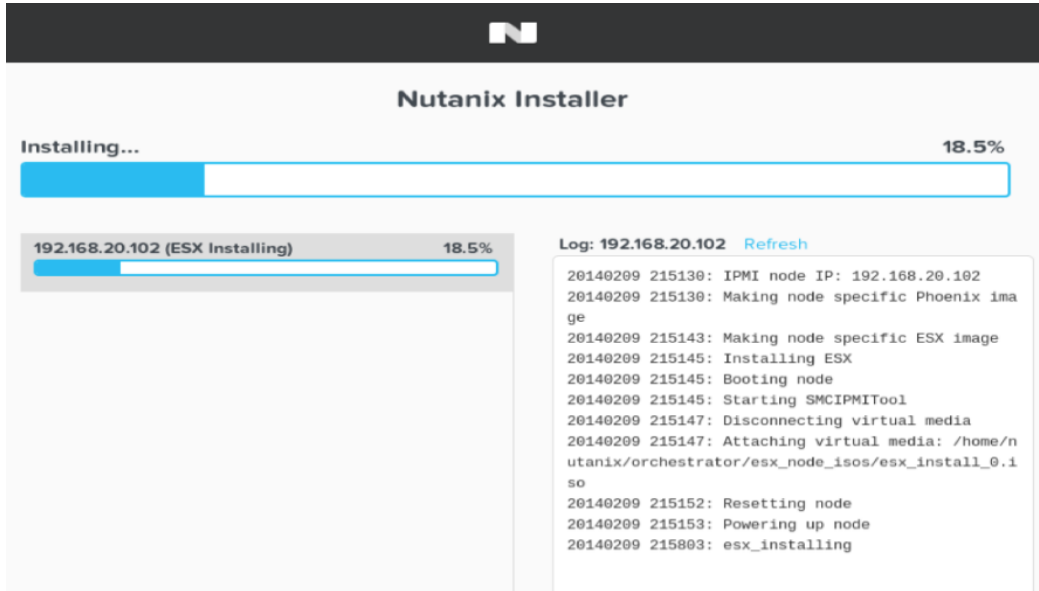 Nutanix Installer
Installing...
18.5%
192.168.20.102 (ESX Installing)
18.5%
Log: 192.168.20.102 Refresh
20140209 215130: IPMI node IP: 192.168.20.102
20140209 215130: Making node specific Phoenix ima
ge
20140209 215143: Making node specific ESX image
20140209 215145: Installing ESX
20140209 215145: Booting node
20140209 215145: Starting SMCIPMITool
20140209 215147: Disconnecting virtual media
20140209 215147: Attaching virtual media: /home/n
utanix/orchestrator/esx_node_isos/esx_install_0.i
so
20140209 215152: Resetting node
20140209 215153: Powering up node
20140209 215803: esx_installing